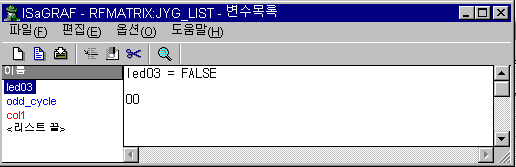 ISaGRAF - RFMATRIX:JYG_LIST - 변수목록
파일(F) 편집(E) 옵션(O) 도움말(H)
이름
led03
odd_cycle
col1
<리스트 끝>
led03 = FALSE
00